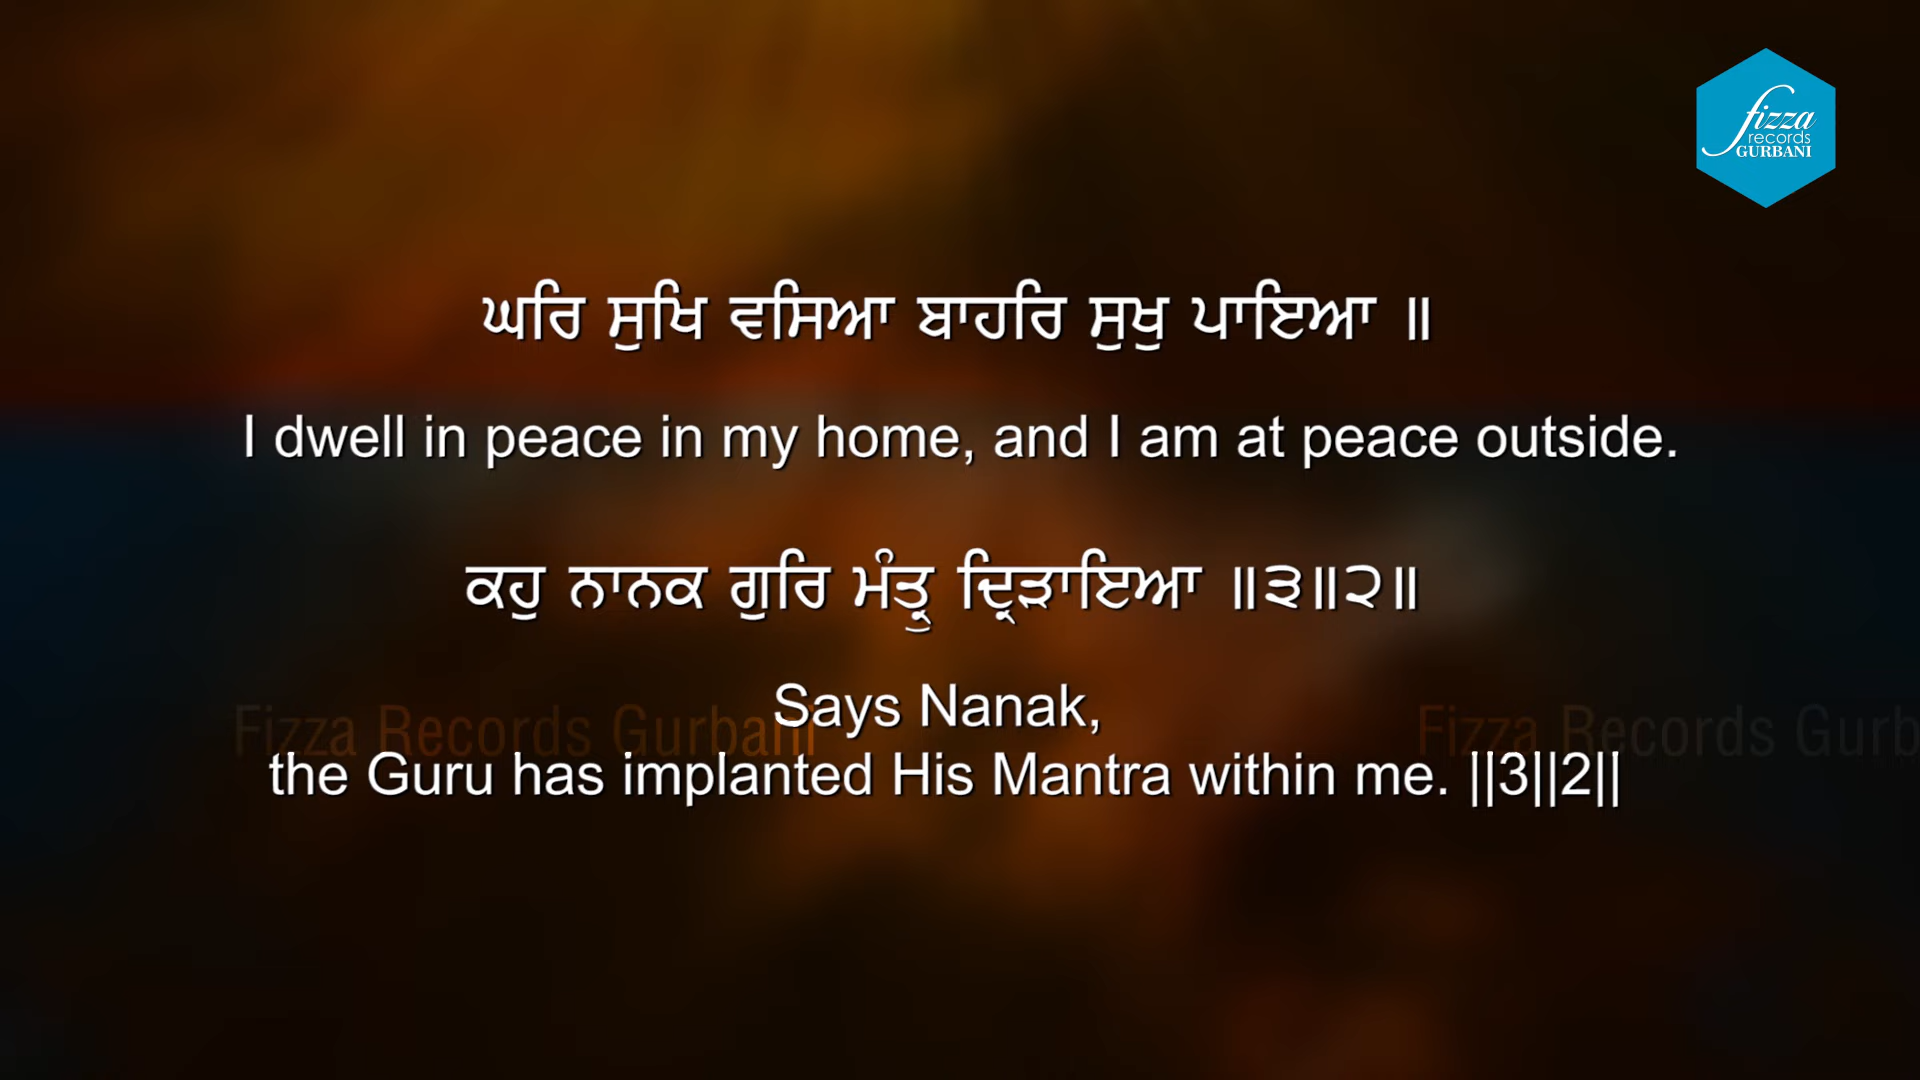 fizza
records
GURBANI
ਘਰਿ ਸੁਖਿ ਵਸਿਆ ਬਾਹਰਿ ਸੁਖੁ ਪਾਇਆ ॥
I dwell in peace in my home, and I am at peace outside.
ਕਹੁ ਨਾਨਕ ਗੁਰਿ ਮੰਤ੍ਰੁ ਦ੍ਰਿੜਾਇਆ ॥੩॥੨॥
Says Nanak,
Fizza Records Gurbani Fizza Records Gurb
the Guru has implanted His Mantra within me. ||3||2||